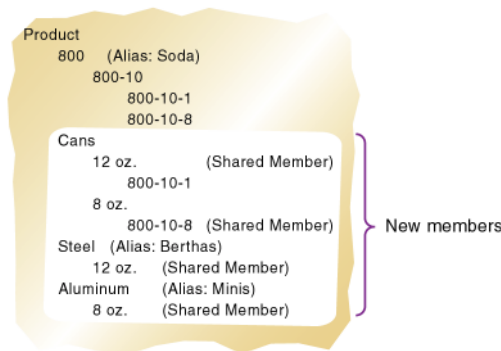 Product
800 (Alias: Soda)
800-10
800-10-1
800-10-8
Cans
12 oz. (Shared Member)
800-10-1
8 oz.
800-10-8 (Shared Member)
Steel (Alias: Berthas)
12 oz. (Shared Member)
Aluminum (Alias: Minis)
8 oz. (Shared Member)
New members